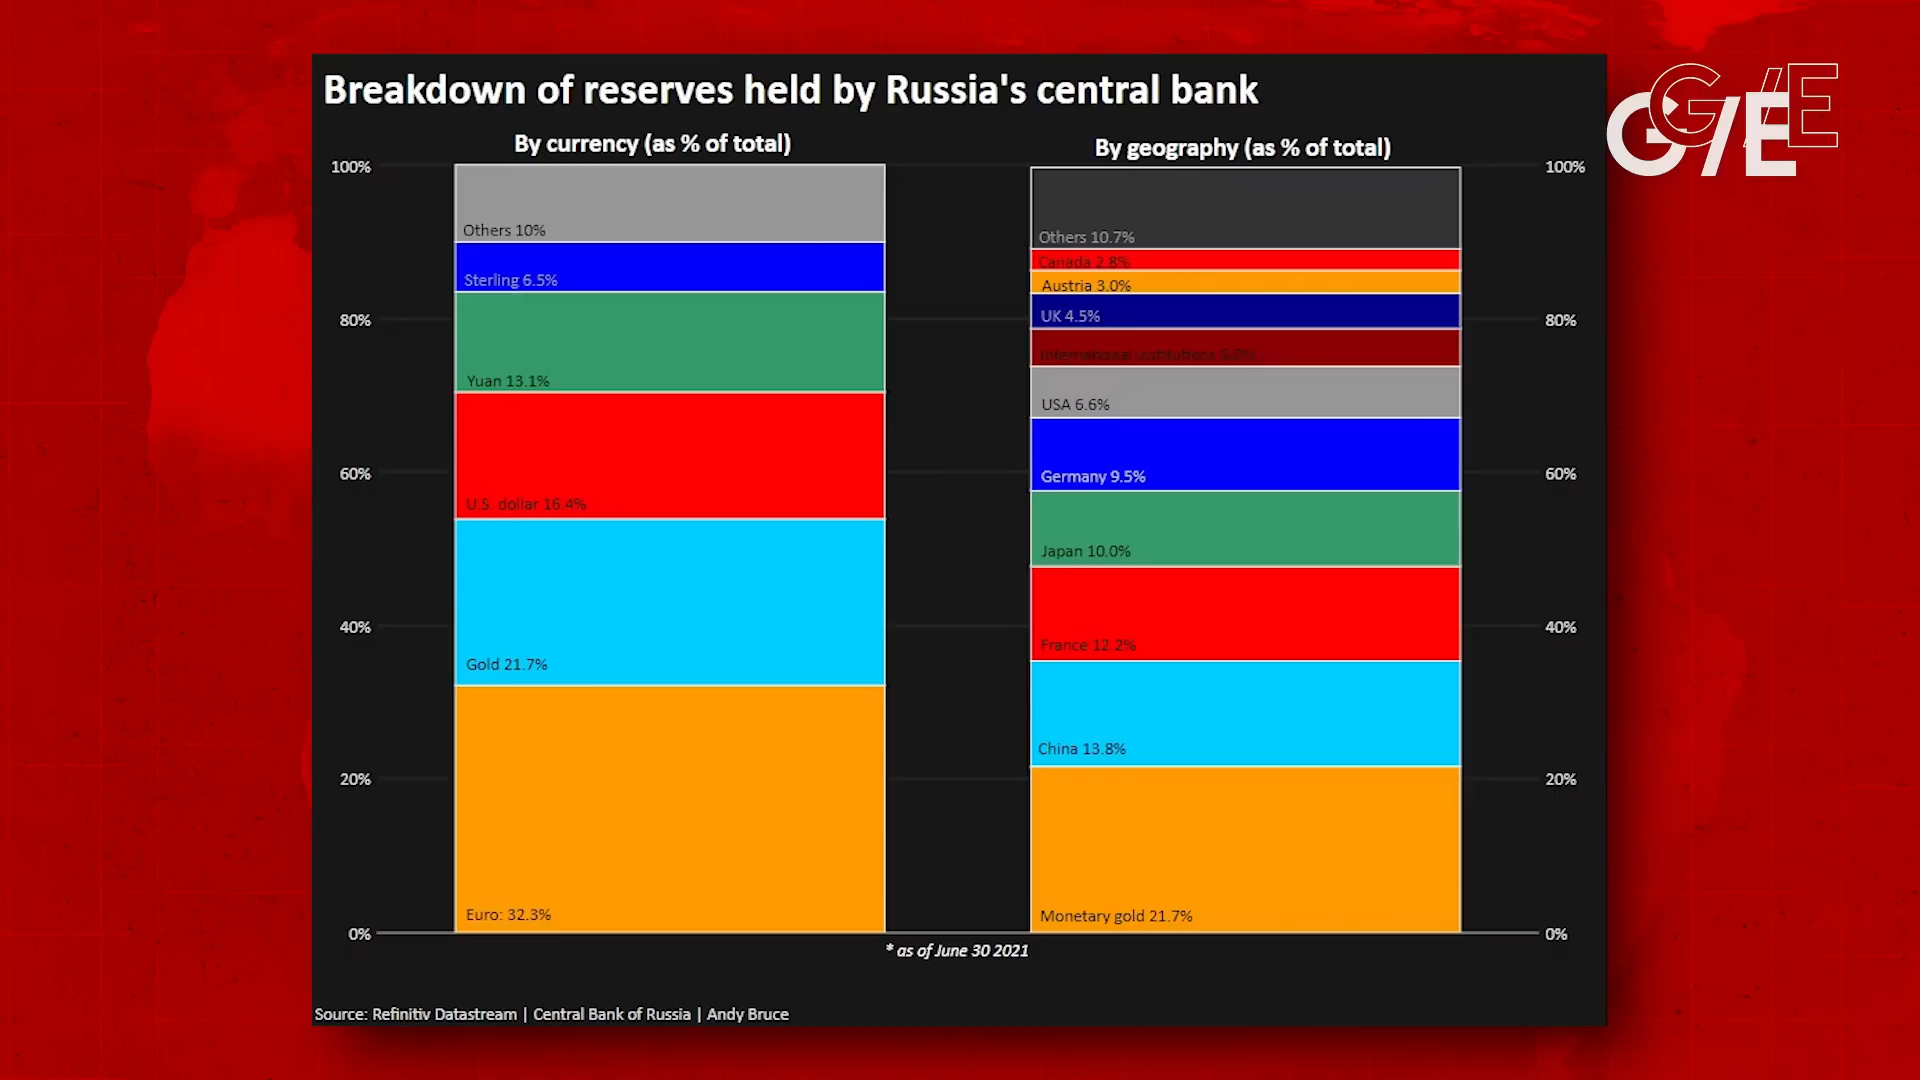 Breakdown of reserves held by Russia's central bank
G/E
G/E
By currency (as % of total)
By geography (as % of total)
100%
80%
60%
40%
20%
0%
Others 10%
Sterling 6.5%
Yuan 13.1%
U.S. dollar 16.4%
Gold 21.7%
Euro: 32.3%
Others 10.7%
Canada 2.8%
Austria 3.0%
UK 4.5%
International institutions
USA 6.6%
Germany 9.5%
Japan 10.0%
France 12.2%
China 13.8%
Monetary gold 21.7%
100%
80%
60%
40%
20%
0%
* as of June 30 2021
Source: Refinitiv Datastream | Central Bank of Russia | Andy Bruce